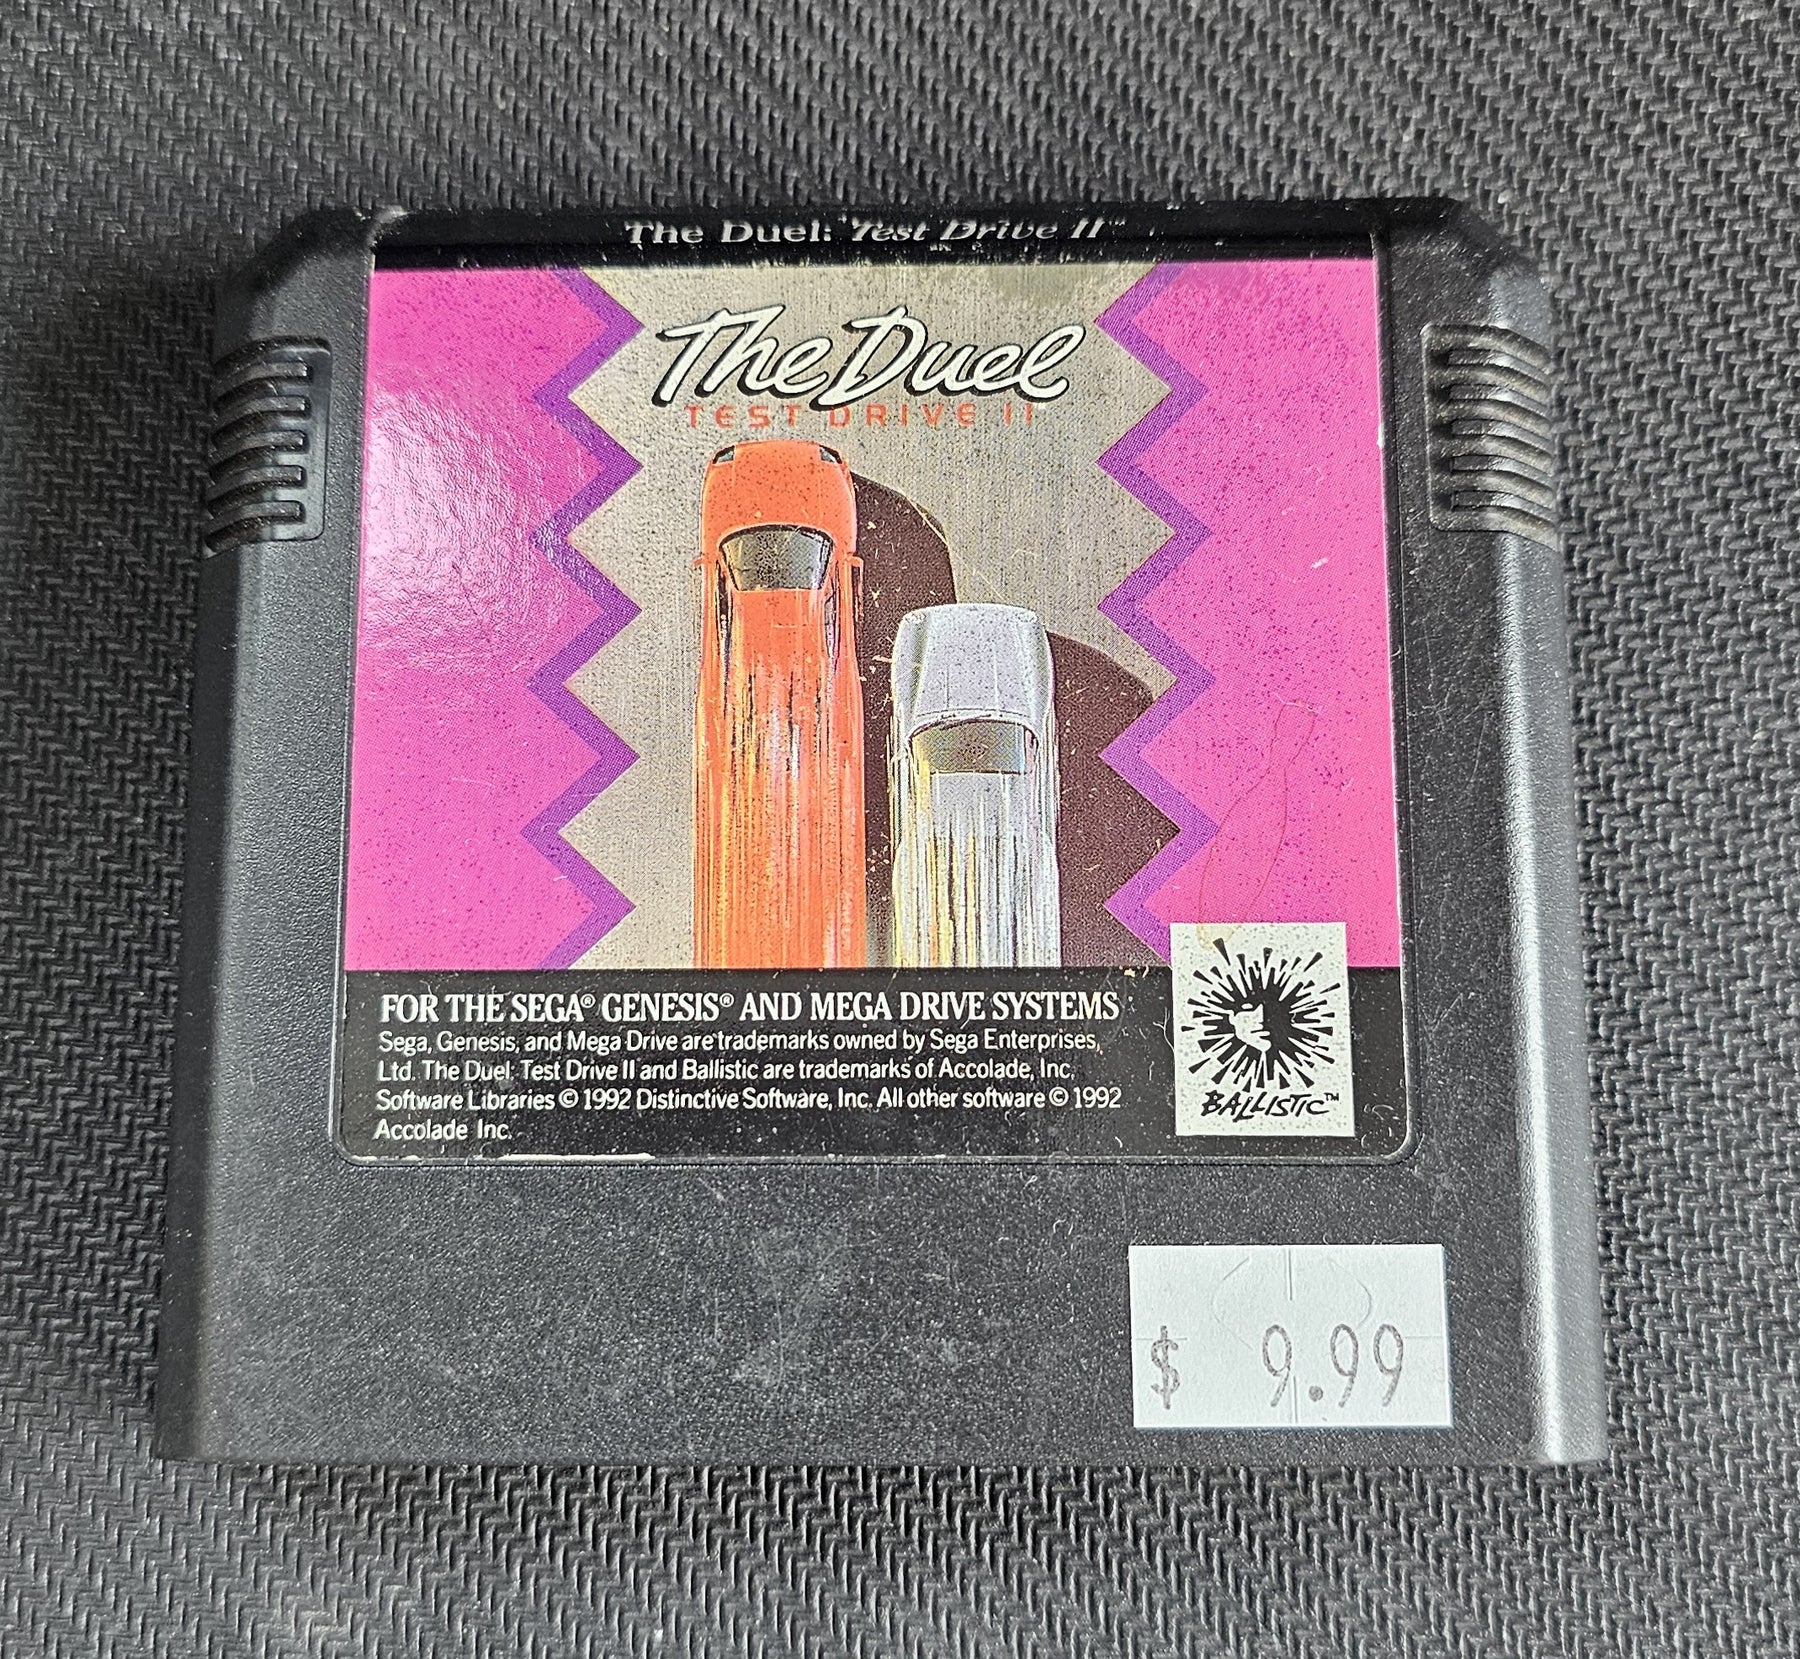 The Duel: Test Drive II™
The Duel
TEST DRIVE II
FOR THE SEGA® GENESIS® AND MEGA DRIVE SYSTEMS
Sega, Genesis, and Mega Drive are trademarks owned by Sega Enterprises,
Ltd. The Duel: Test Drive II and Ballistic are trademarks of Accolade, Inc.
Software Libraries © 1992 Distinctive Software, Inc. All other software © 1992
Accolade Inc.
BALLISTIC™
$ 9.99